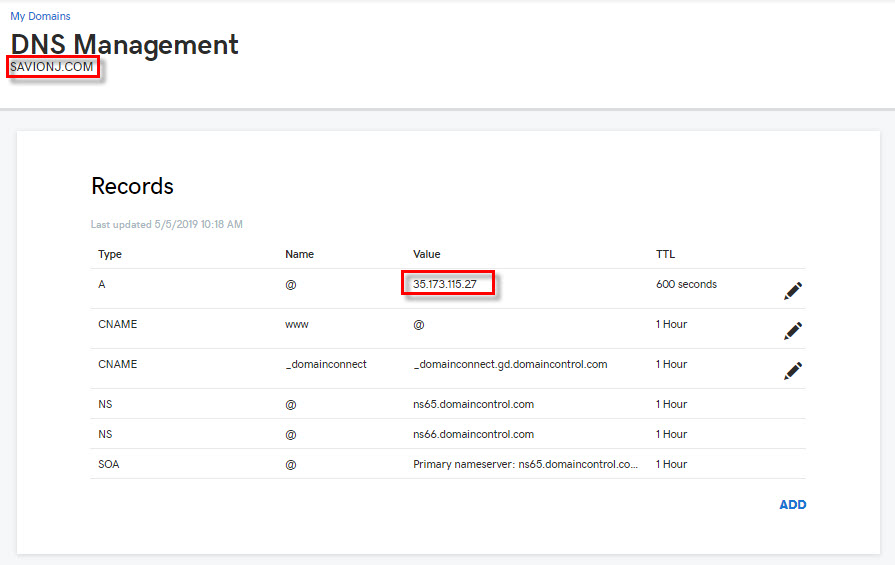 My Domains
DNS Management
SAVIONJ.COM
Records
Last updated 5/5/2019 10:18 AM
Type Name Value TTL
A @ 35.173.115.27 600 seconds
CNAME www @ 1 Hour
CNAME _domainconnect _domainconnect.gd.domaincontrol.com 1 Hour
NS @ ns65.domaincontrol.com 1 Hour
NS @ ns66.domaincontrol.com 1 Hour
SOA @ Primary nameserver: ns65.domaincontrol.co... 1 Hour
ADD